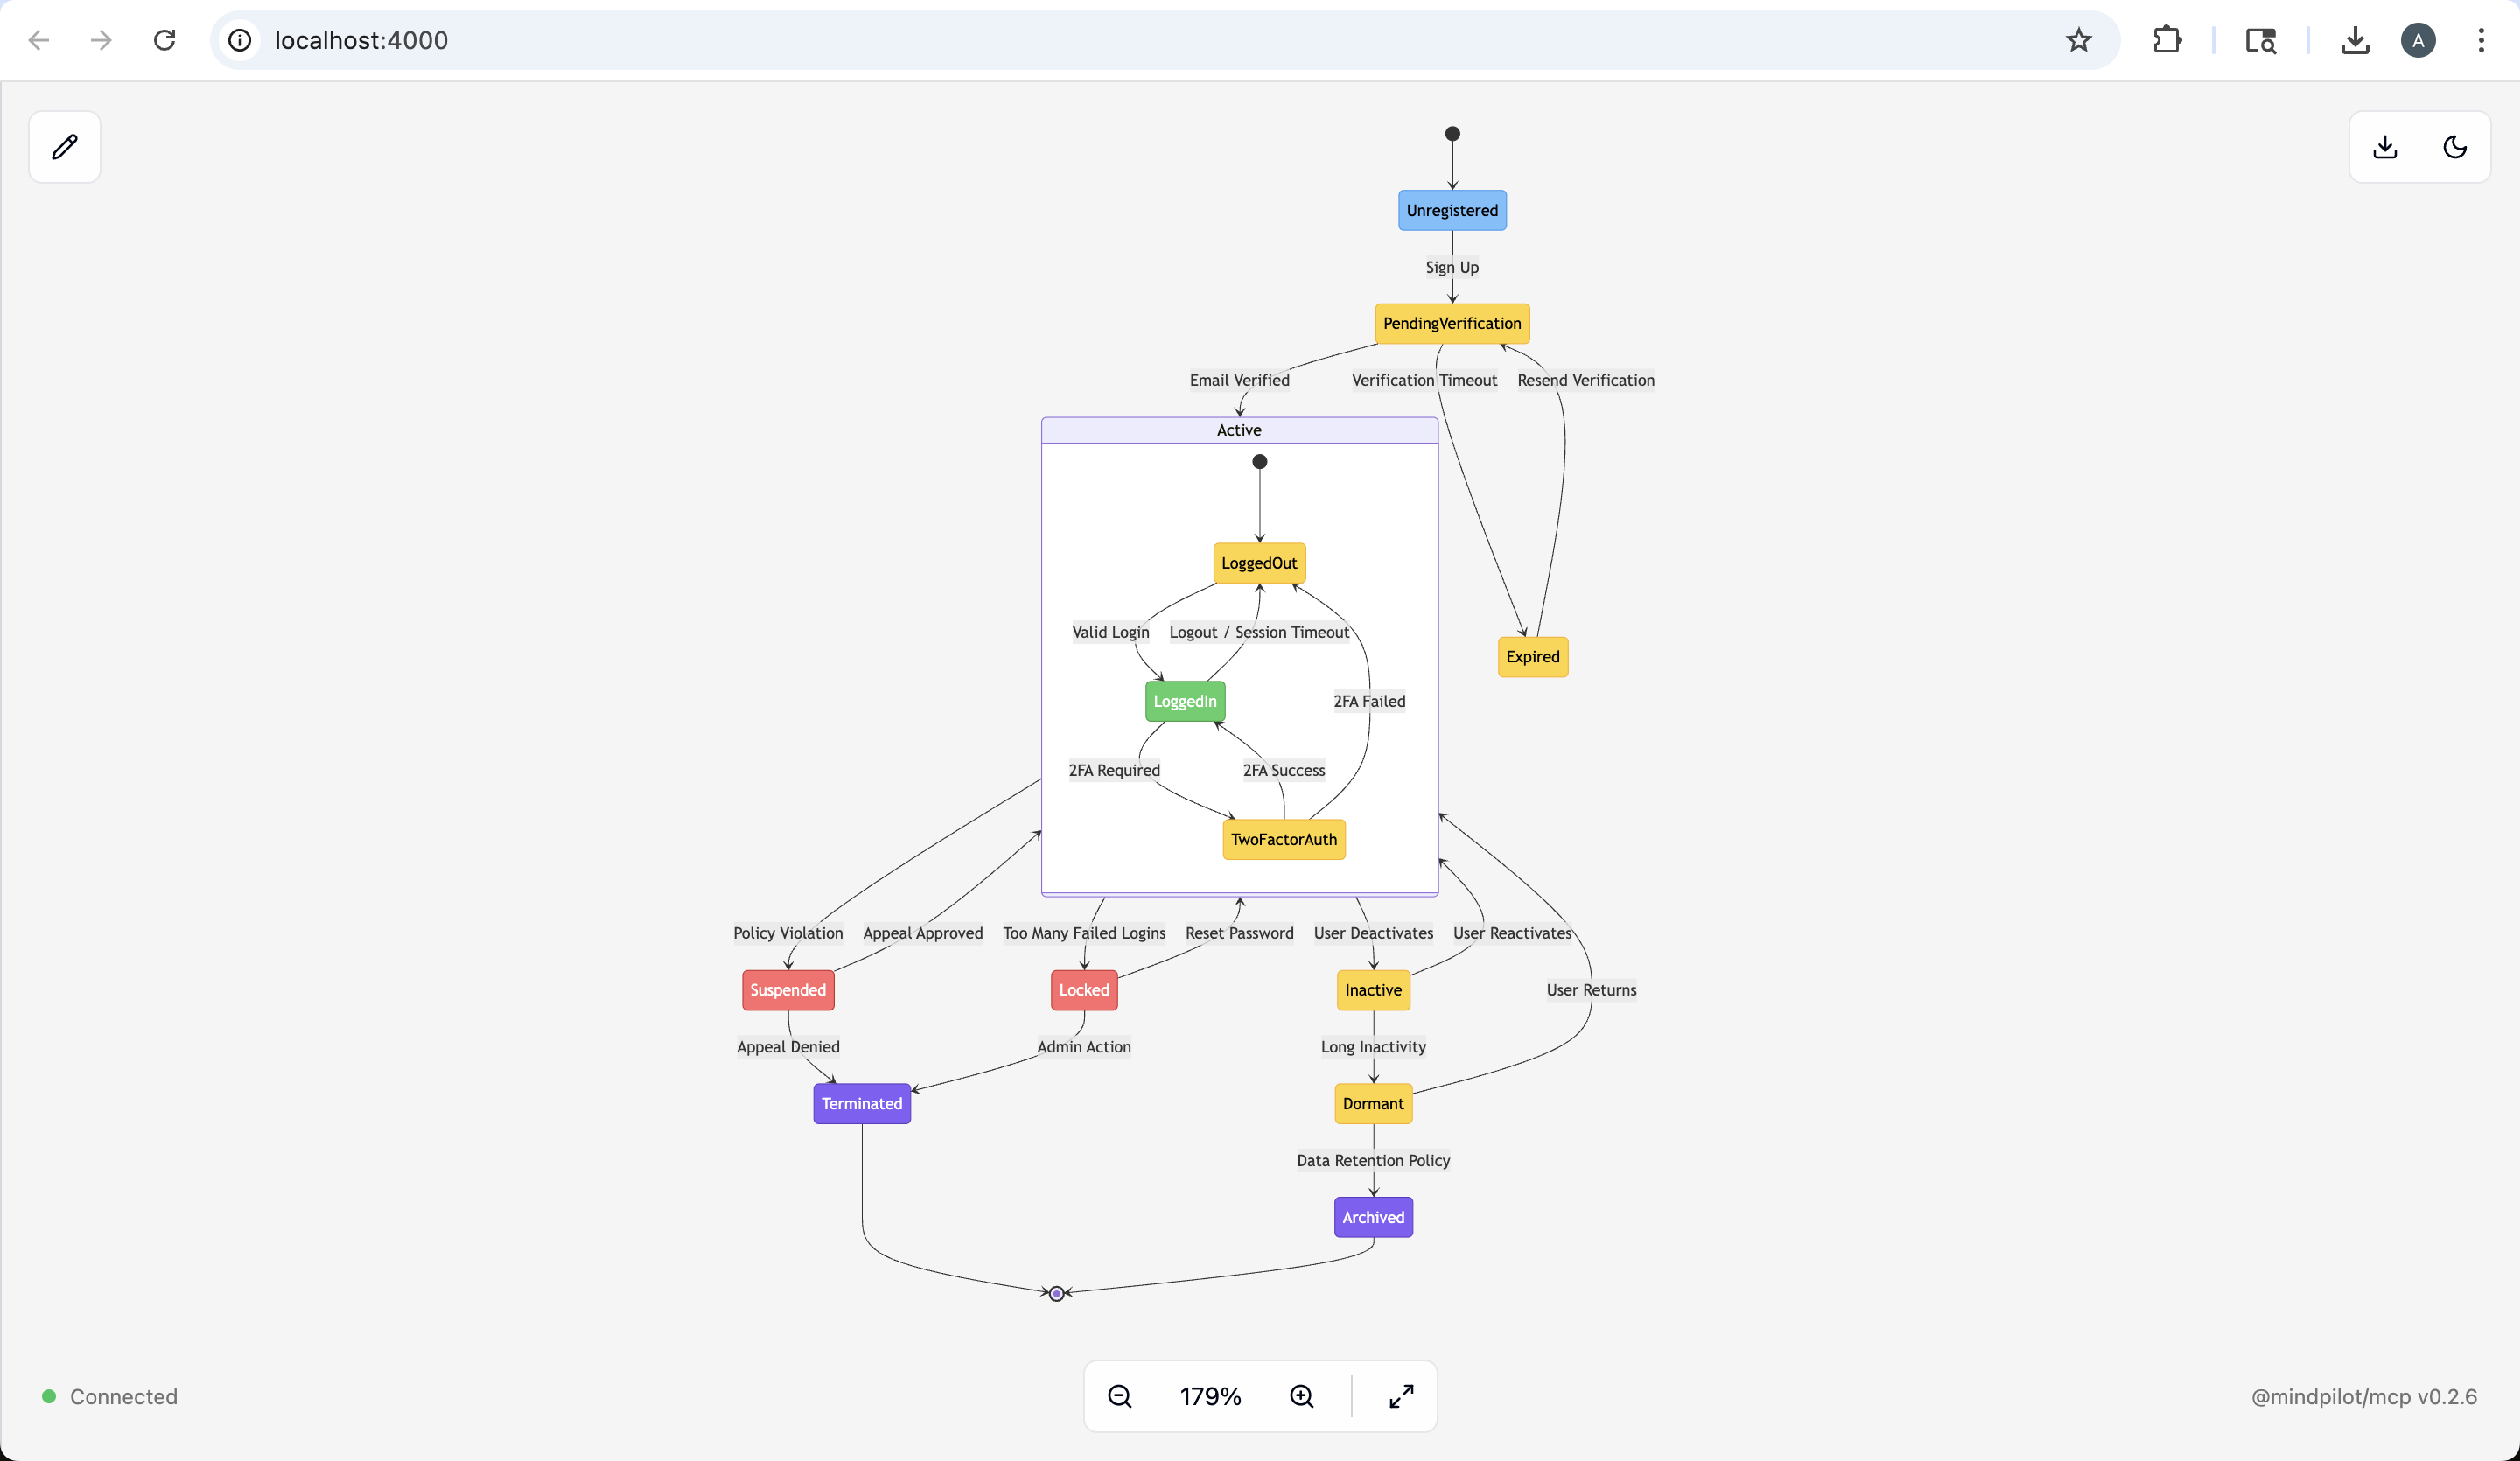 localhost:4000
A
Unregistered
Sign Up
PendingVerification
Email Verified
Verification Timeout
Resend Verification
Active
LoggedOut
Valid Login
Logout / Session Timeout
Expired
LoggedIn
2FA Failed
2FA Required
2FA Success
TwoFactorAuth
Policy Violation
Appeal Approved
Too Many Failed Logins
Reset Password
User Deactivates
User Reactivates
Suspended
Locked
Inactive
User Returns
Appeal Denied
Admin Action
Long Inactivity
Terminated
Dormant
Data Retention Policy
Archived
Connected
179%
@mindpilot/mcp v0.2.6